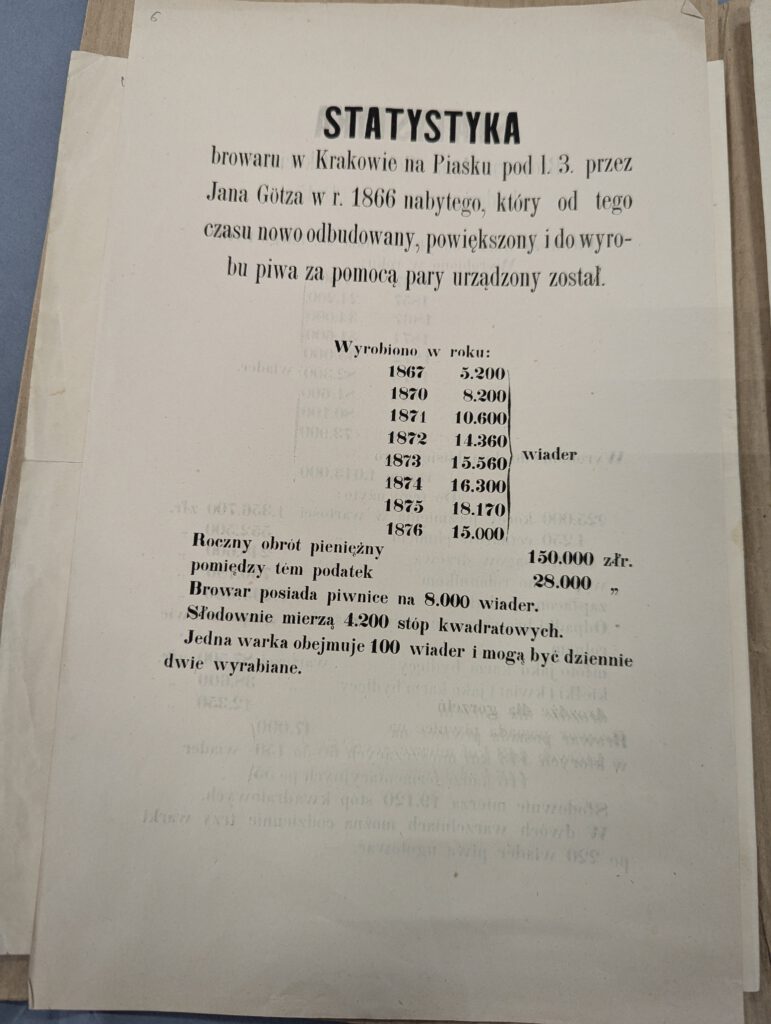 6
STATYSTYKA
browaru w Krakowie na Piasku pod l. 3. przez
Jana Götza w r. 1866 nabytego, który od tego
czasu nowo odbudowany, powiększony i do wyro-
bu piwa za pomocą pary urządzony został.
Wyrobiono w roku:
1867 5.200
1870 8.200
1871 10.600
1872 14.360
wiader
1873 15.560
1874 16.300
1875 18.170
1876 15.000
Roczny obrót pieniężny 150.000 złr.
pomiędzy tém podatek 28.000 „
Browar posiada piwnice na 8.000 wiader.
Słodownie mierzą 4.200 stóp kwadratowych.
Jedna warka obejmuje 100 wiader i mogą być dziennie
dwie wyrabiane.